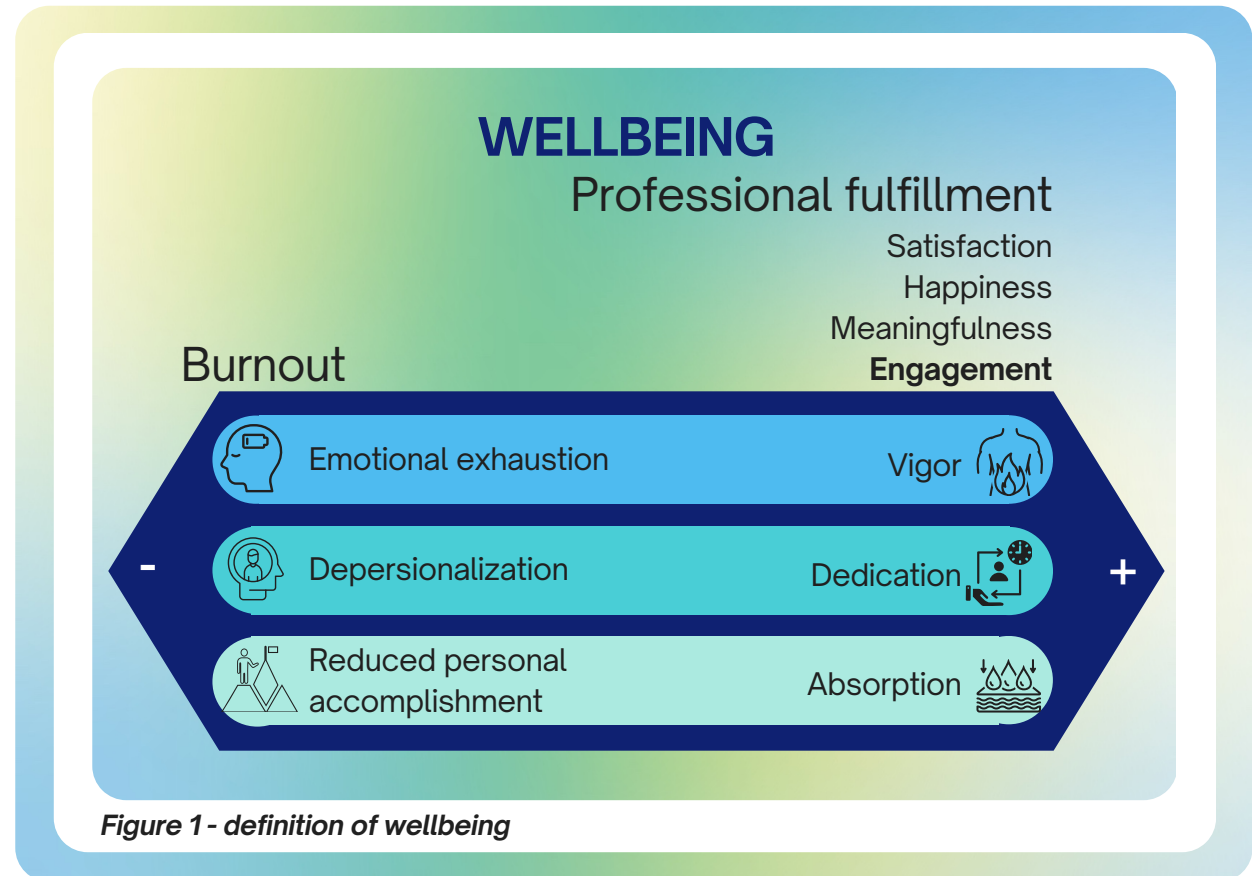 WELLBEING
Professional fulfillment
Satisfaction
Happiness
Meaningfulness
Engagement
Burnout
Emotional exhaustion
Vigor
-
Depersionalization
Dedication
+
Reduced personal
accomplishment
Absorption
Figure 1 - definition of wellbeing